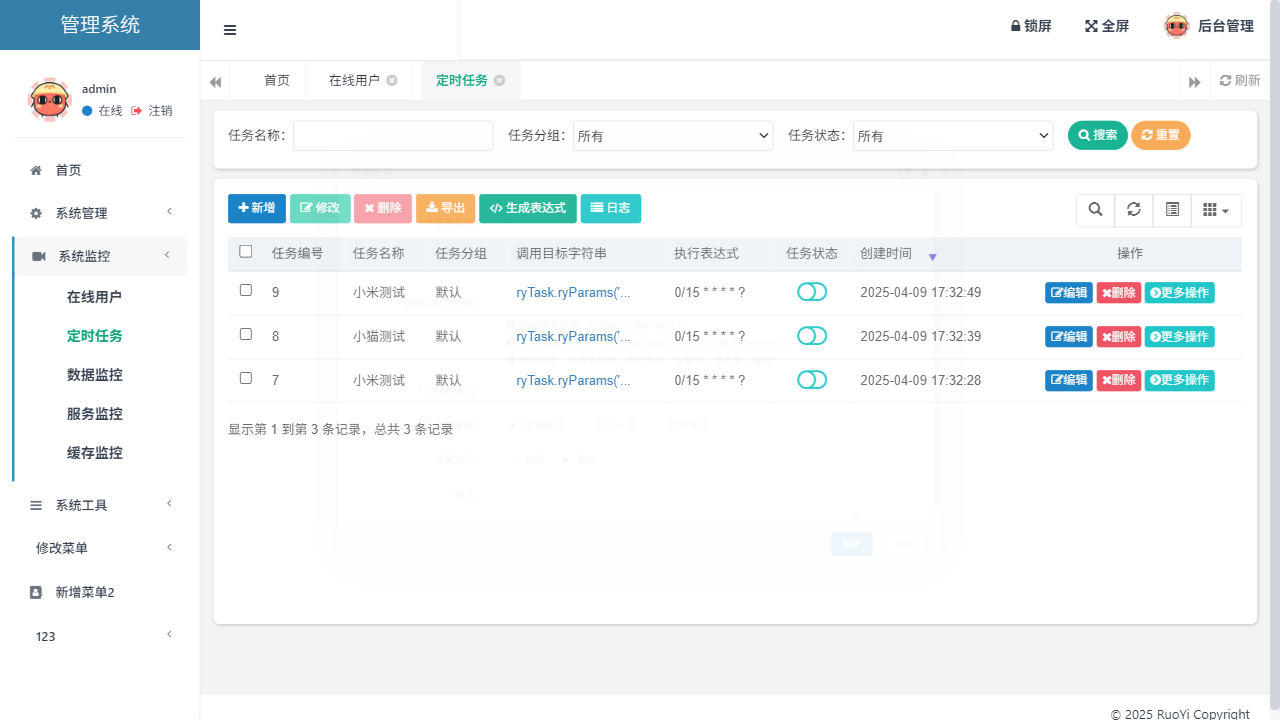 管理系统
锁屏 全屏 后台管理
admin
在线 注销
首页 在线用户 定时任务 刷新
任务名称： 任务分组： 所有 任务状态： 所有 搜索 重置
新增 修改 删除 导出 生成表达式 日志
任务编号 任务名称 任务分组 调用目标字符串 执行表达式 任务状态 创建时间 操作
9 小米测试 默认 ryTask.ryParams('... 0/15 * * * * ? 2025-04-09 17:32:49 编辑 删除 更多操作
8 小猫测试 默认 ryTask.ryParams('... 0/15 * * * * ? 2025-04-09 17:32:39 编辑 删除 更多操作
7 小米测试 默认 ryTask.ryParams('... 0/15 * * * * ? 2025-04-09 17:32:28 编辑 删除 更多操作
显示第 1 到第 3 条记录，总共 3 条记录
首页
系统管理
系统监控
在线用户
定时任务
数据监控
服务监控
缓存监控
系统工具
修改菜单
新增菜单2
123
© 2025 RuoYi Copyright